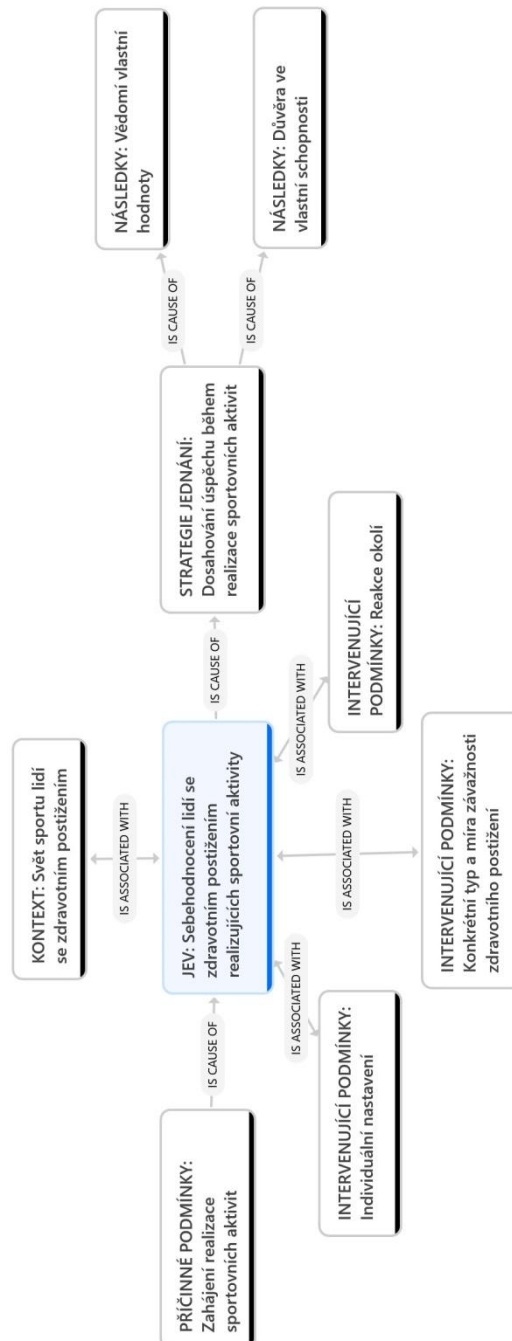 KONTEXT: Svět sportu lidí
se zdravotním postižením
IS ASSOCIATED WITH
PŘÍČINNÉ PODMÍNKY:
Zahájení realizace
sportovních aktivit
IS CAUSE OF
JEV: Sebehodnocení lidí se
zdravotním postižením
realizujících sportovní aktivity
IS CAUSE OF
STRATEGIE JEDNÁNÍ:
Dosahování úspěchu během
realizace sportovních aktivit
IS CAUSE OF
NÁSLEDKY: Vědomí vlastní
hodnoty
IS CAUSE OF
NÁSLEDKY: Důvěra ve
vlastní schopnosti
IS ASSOCIATED WITH
INTERVENUJÍCÍ PODMÍNKY:
Individuální nastavení
IS ASSOCIATED WITH
INTERVENUJÍCÍ PODMÍNKY:
Konkrétní typ a míra závažnosti
zdravotního postižení
IS ASSOCIATED WITH
INTERVENUJÍCÍ
PODMÍNKY: Reakce okolí